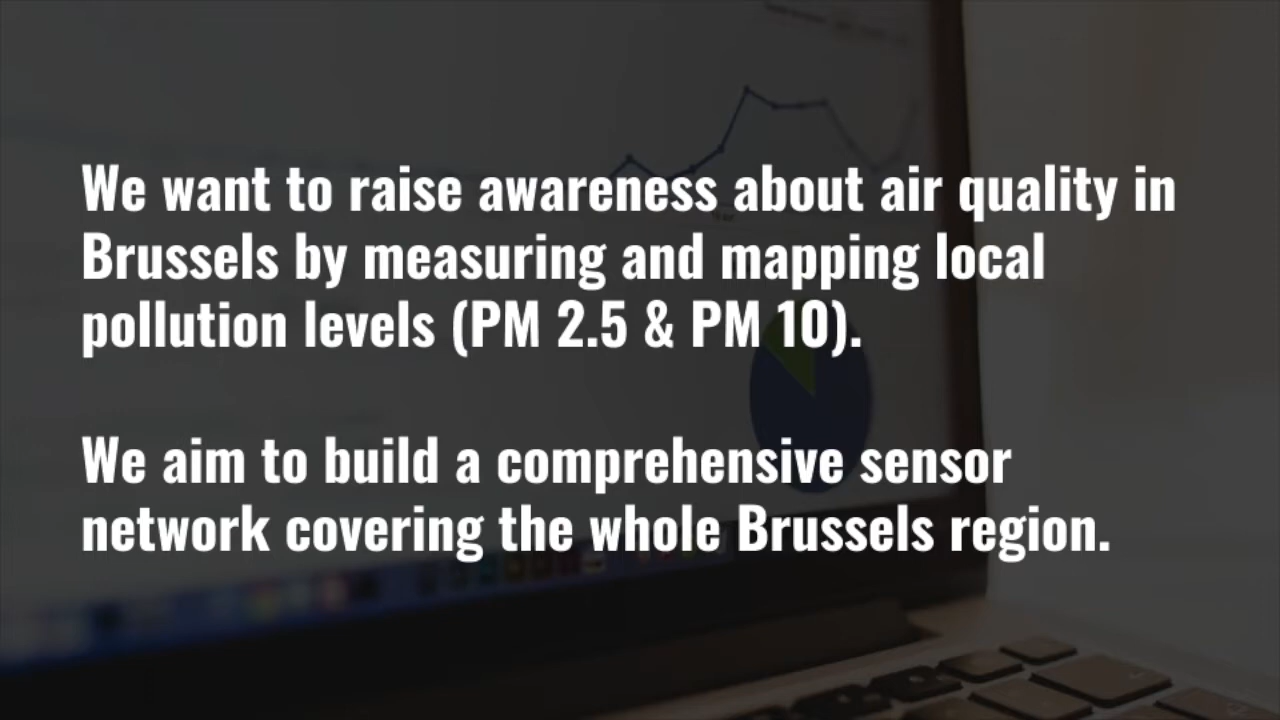 We want to raise awareness about air quality in
Brussels by measuring and mapping local
pollution levels (PM 2.5 & PM 10).
We aim to build a comprehensive sensor
network covering the whole Brussels region.